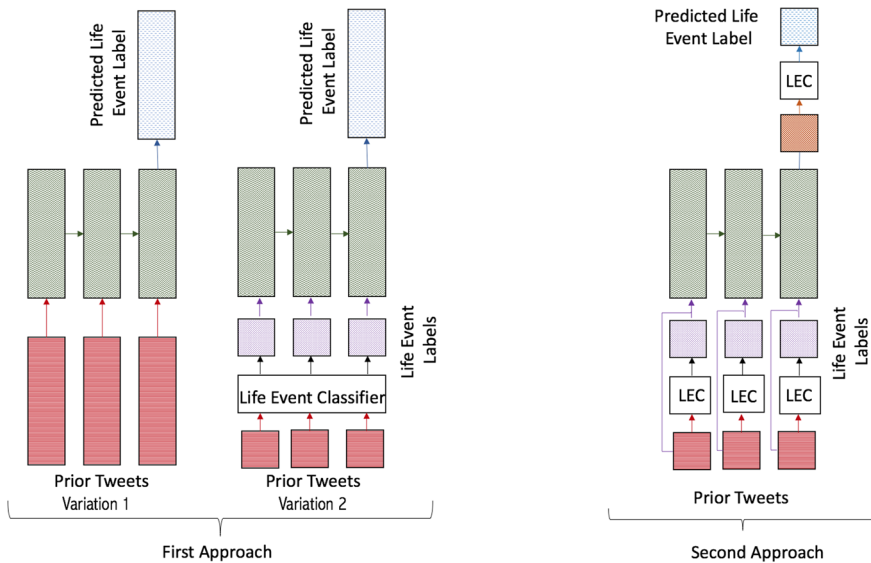 Predicted Life
Event Label
Predicted Life
Event Label
Predicted Life
Event Label
LEC
Life Event
Labels
Life Event Classifier
Life Event
Labels
LEC
LEC
LEC
Prior Tweets
Variation 1
Prior Tweets
Variation 2
Prior Tweets
First Approach
Second Approach